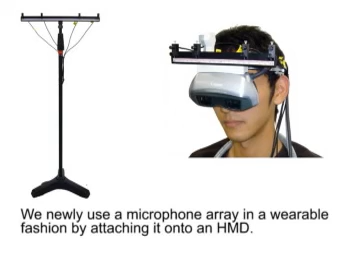 We newly use a microphone array in a wearable
fashion by attaching it onto an HMD.